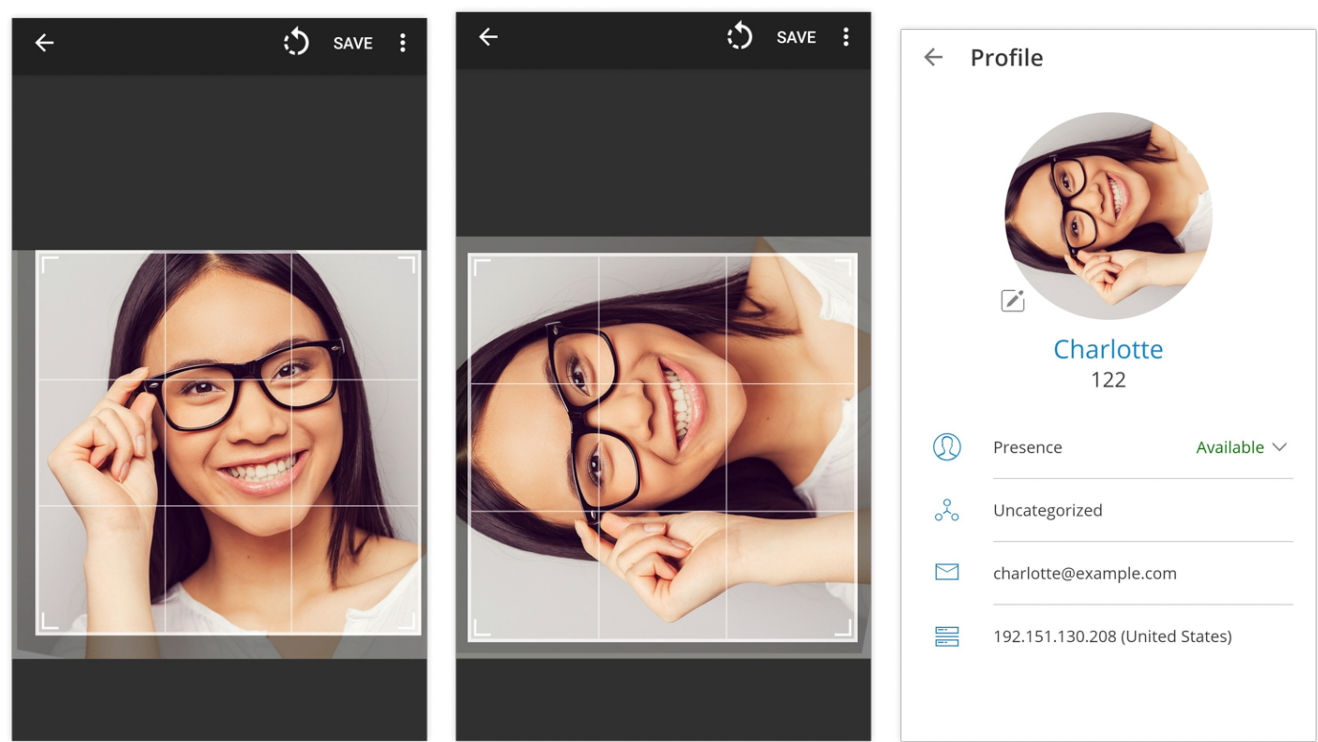 SAVE
SAVE
Profile
Charlotte
122
Presence Available
Uncategorized
charlotte@example.com
192.151.130.208 (United States)